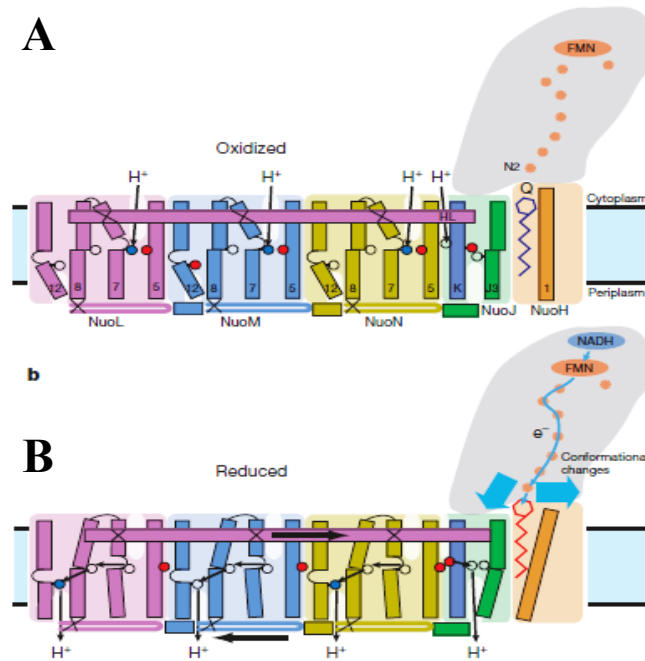 A
FMN
N2
Oxidized
H+ H+ H+ H+
Q
Cytoplasm
HL
12 8 7 5 12 8 7 5 12 8 7 5 K J3 1
Periplasm
NuoL NuoM NuoN NuoJ NuoH
b
NADH
FMN
B
e−
Conformational
changes
Reduced
H+ H+ H+ H+